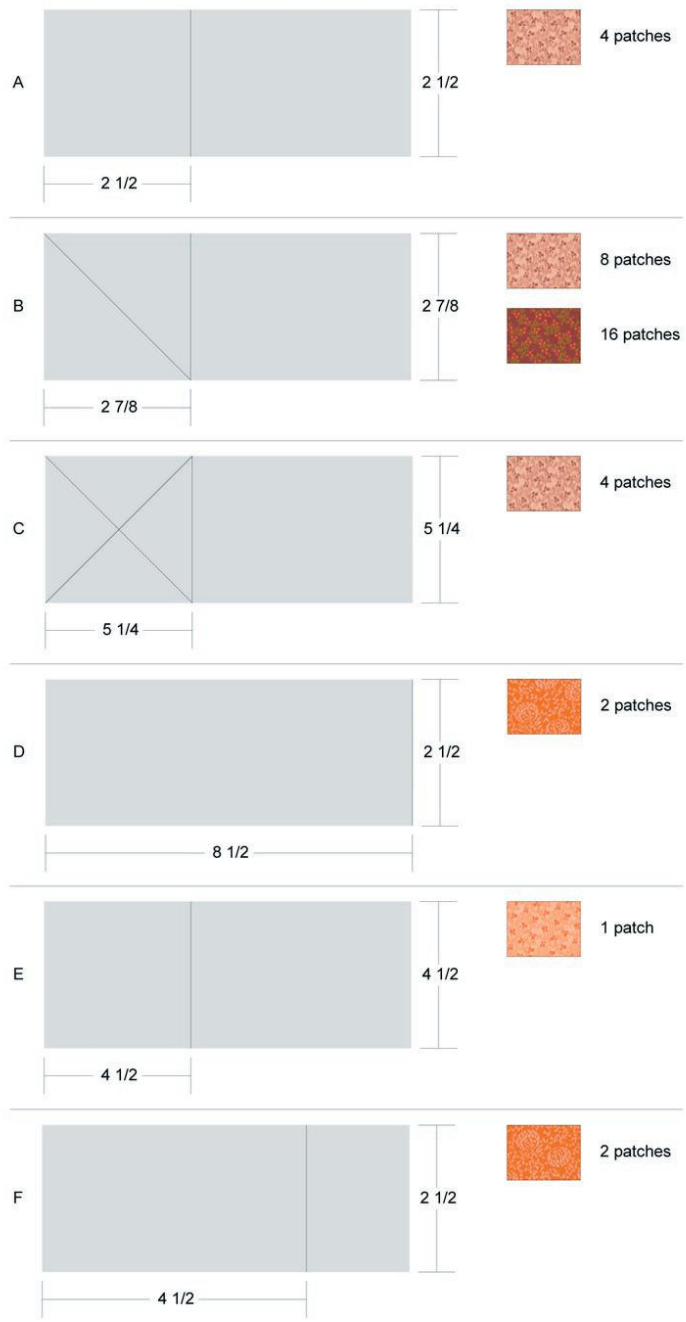 4 patches
A
2 1/2
2 1/2
8 patches
B
2 7/8
16 patches
2 7/8
4 patches
C
5 1/4
5 1/4
2 patches
D
2 1/2
8 1/2
1 patch
E
4 1/2
4 1/2
2 patches
F
2 1/2
4 1/2